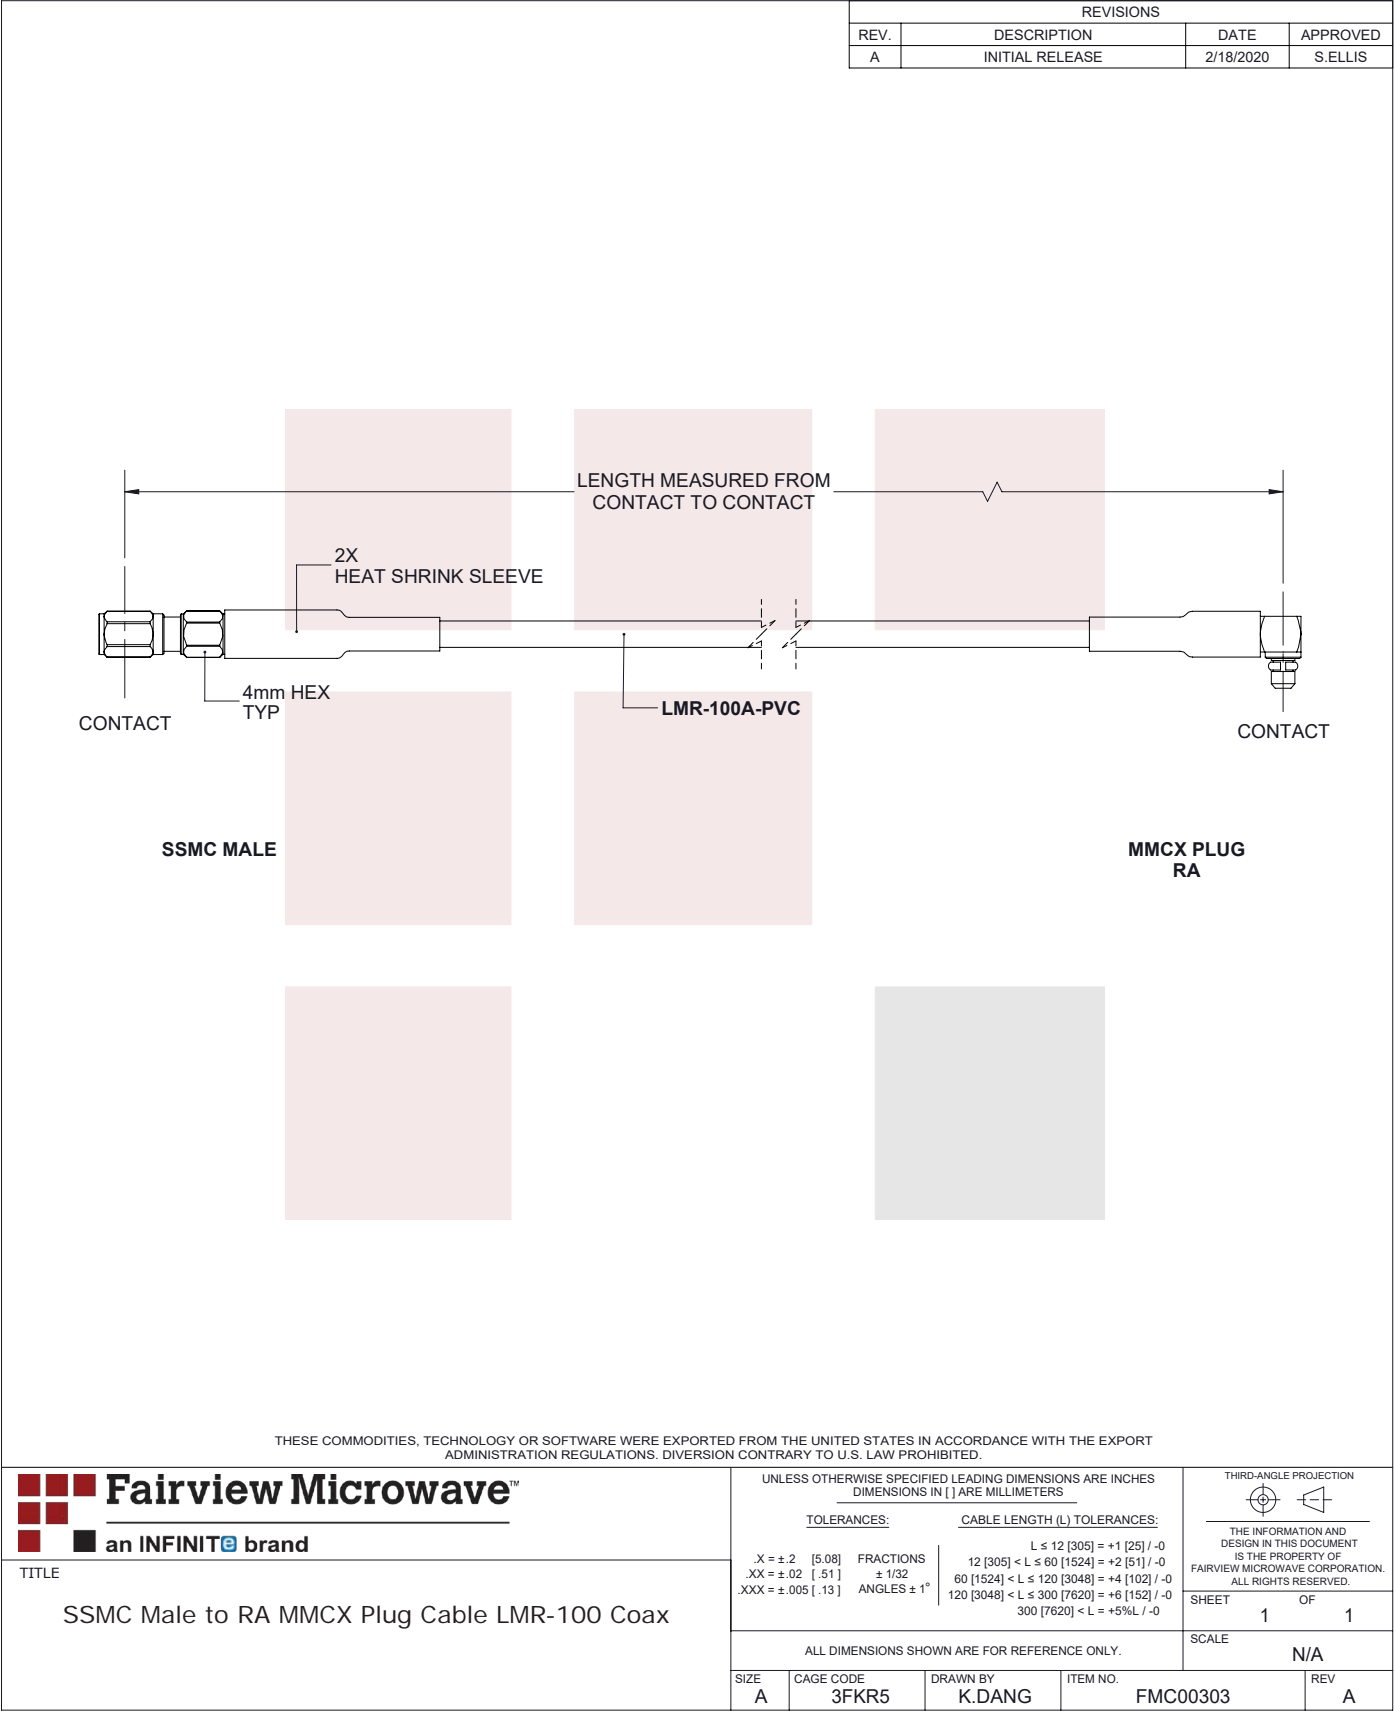 REVISIONS
REV. DESCRIPTION DATE APPROVED
A INITIAL RELEASE 2/18/2020 S.ELLIS
LENGTH MEASURED FROM
CONTACT TO CONTACT
2X
HEAT SHRINK SLEEVE
4mm HEX
TYP
CONTACT
LMR-100A-PVC
CONTACT
SSMC MALE
MMCX PLUG
RA
THESE COMMODITIES, TECHNOLOGY OR SOFTWARE WERE EXPORTED FROM THE UNITED STATES IN ACCORDANCE WITH THE EXPORT
ADMINISTRATION REGULATIONS. DIVERSION CONTRARY TO U.S. LAW PROHIBITED.
Fairview Microwave™
an INFINITe brand
TITLE
SSMC Male to RA MMCX Plug Cable LMR-100 Coax
UNLESS OTHERWISE SPECIFIED LEADING DIMENSIONS ARE INCHES
DIMENSIONS IN [ ] ARE MILLIMETERS
TOLERANCES:
.X = ±.2 [5.08] FRACTIONS
.XX = ±.02 [ .51 ] ± 1/32
.XXX = ±.005 [ .13 ] ANGLES ± 1°
CABLE LENGTH (L) TOLERANCES:
L ≤ 12 [305] = +1 [25] / -0
12 [305] < L ≤ 60 [1524] = +2 [51] / -0
60 [1524] < L ≤ 120 [3048] = +4 [102] / -0
120 [3048] < L ≤ 300 [7620] = +6 [152] / -0
300 [7620] < L = +5%L / -0
THIRD-ANGLE PROJECTION
THE INFORMATION AND
DESIGN IN THIS DOCUMENT
IS THE PROPERTY OF
FAIRVIEW MICROWAVE CORPORATION.
ALL RIGHTS RESERVED.
SHEET 1 OF 1
ALL DIMENSIONS SHOWN ARE FOR REFERENCE ONLY.
SCALE N/A
SIZE A
CAGE CODE 3FKR5
DRAWN BY K.DANG
ITEM NO. FMC00303
REV A